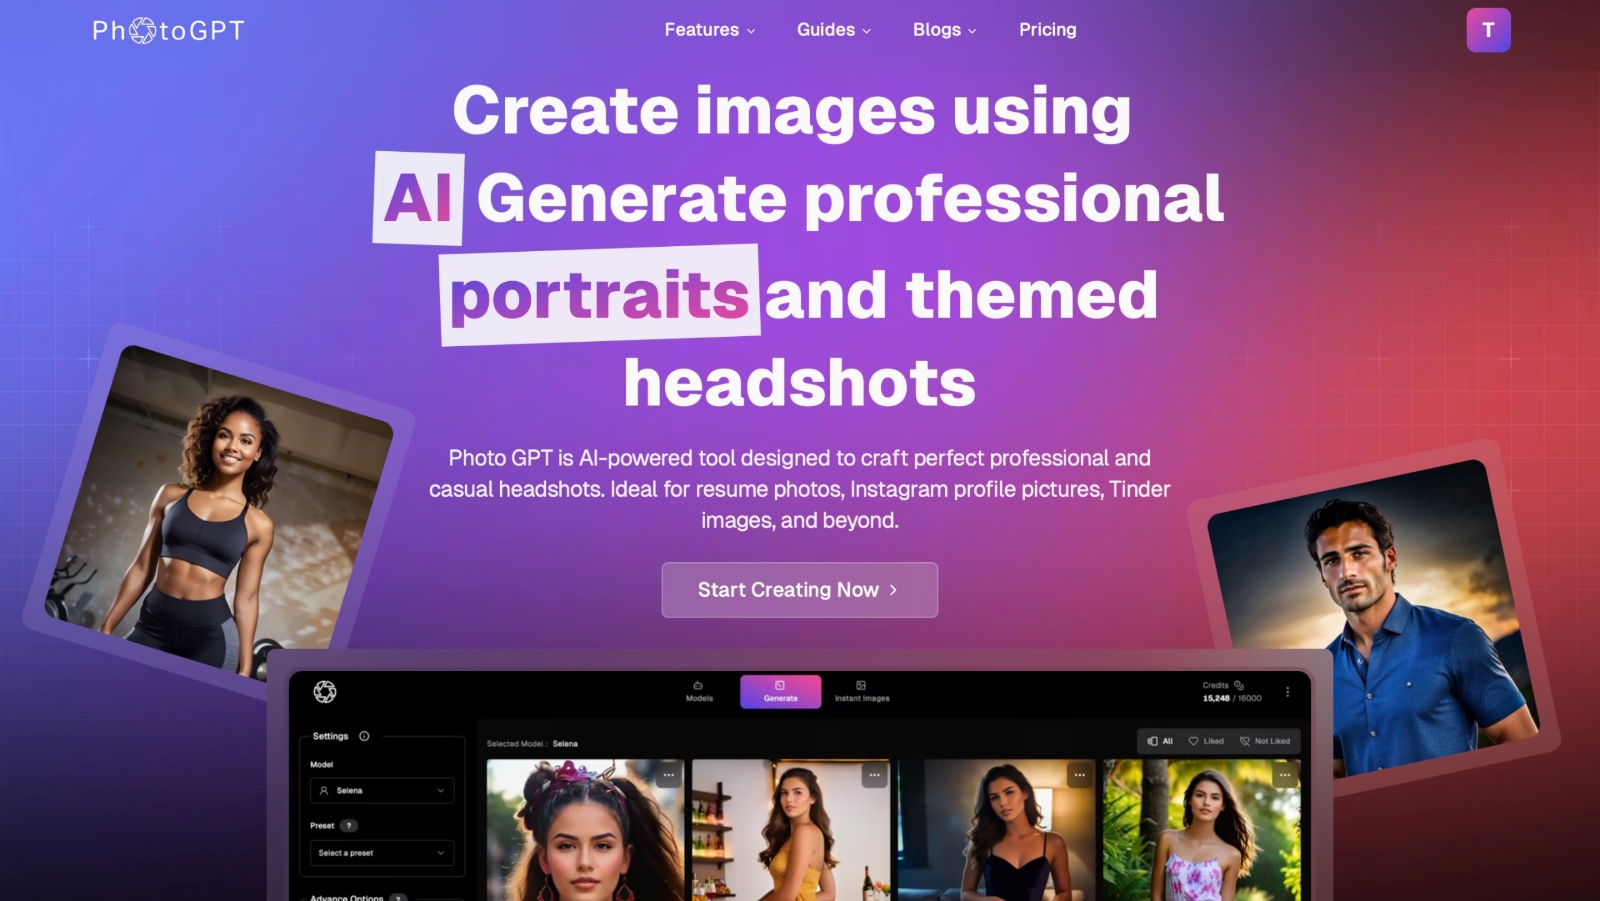 PhotoGPT
Features
Guides
Blogs
Pricing
T
Create images using
AI Generate professional
portraits and themed
headshots
Photo GPT is AI-powered tool designed to craft perfect professional and
casual headshots. Ideal for resume photos, Instagram profile pictures, Tinder
images, and beyond.
Start Creating Now
Models
Generate
Instant Images
Credits
15,248 / 16000
Settings
Selected Model : Selena
All
Liked
Not Liked
Model
Selena
Preset ?
Select a preset
Advance Options ?